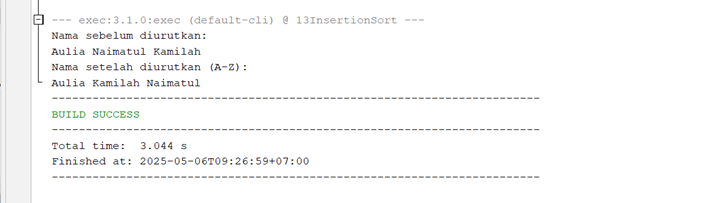 --- exec:3.1.0:exec (default-cli) @ 13InsertionSort ---
Nama sebelum diurutkan:
Aulia Naimatul Kamilah
Nama setelah diurutkan (A-Z):
Aulia Kamilah Naimatul
------------------------------------------------------------------------
BUILD SUCCESS
------------------------------------------------------------------------
Total time:  3.044 s
Finished at: 2025-05-06T09:26:59+07:00
------------------------------------------------------------------------